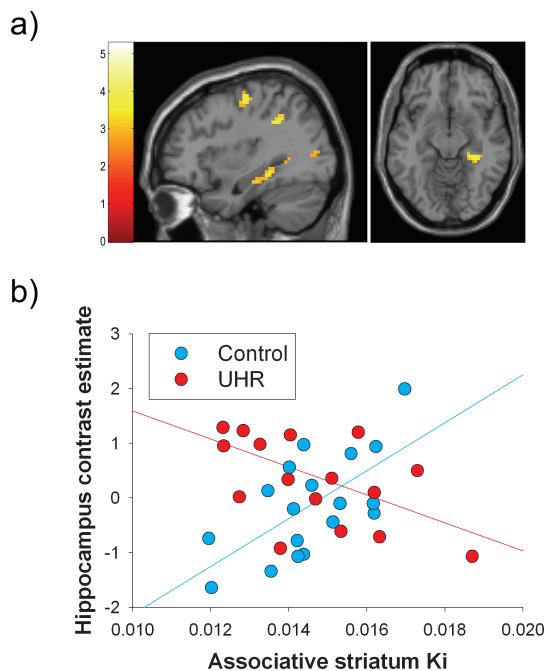 a)
5
4
3
2
1
0
b)
Hippocampus contrast estimate
3
2
1
0
-1
-2
Control
UHR
0.010 0.012 0.014 0.016 0.018 0.020
Associative striatum Ki